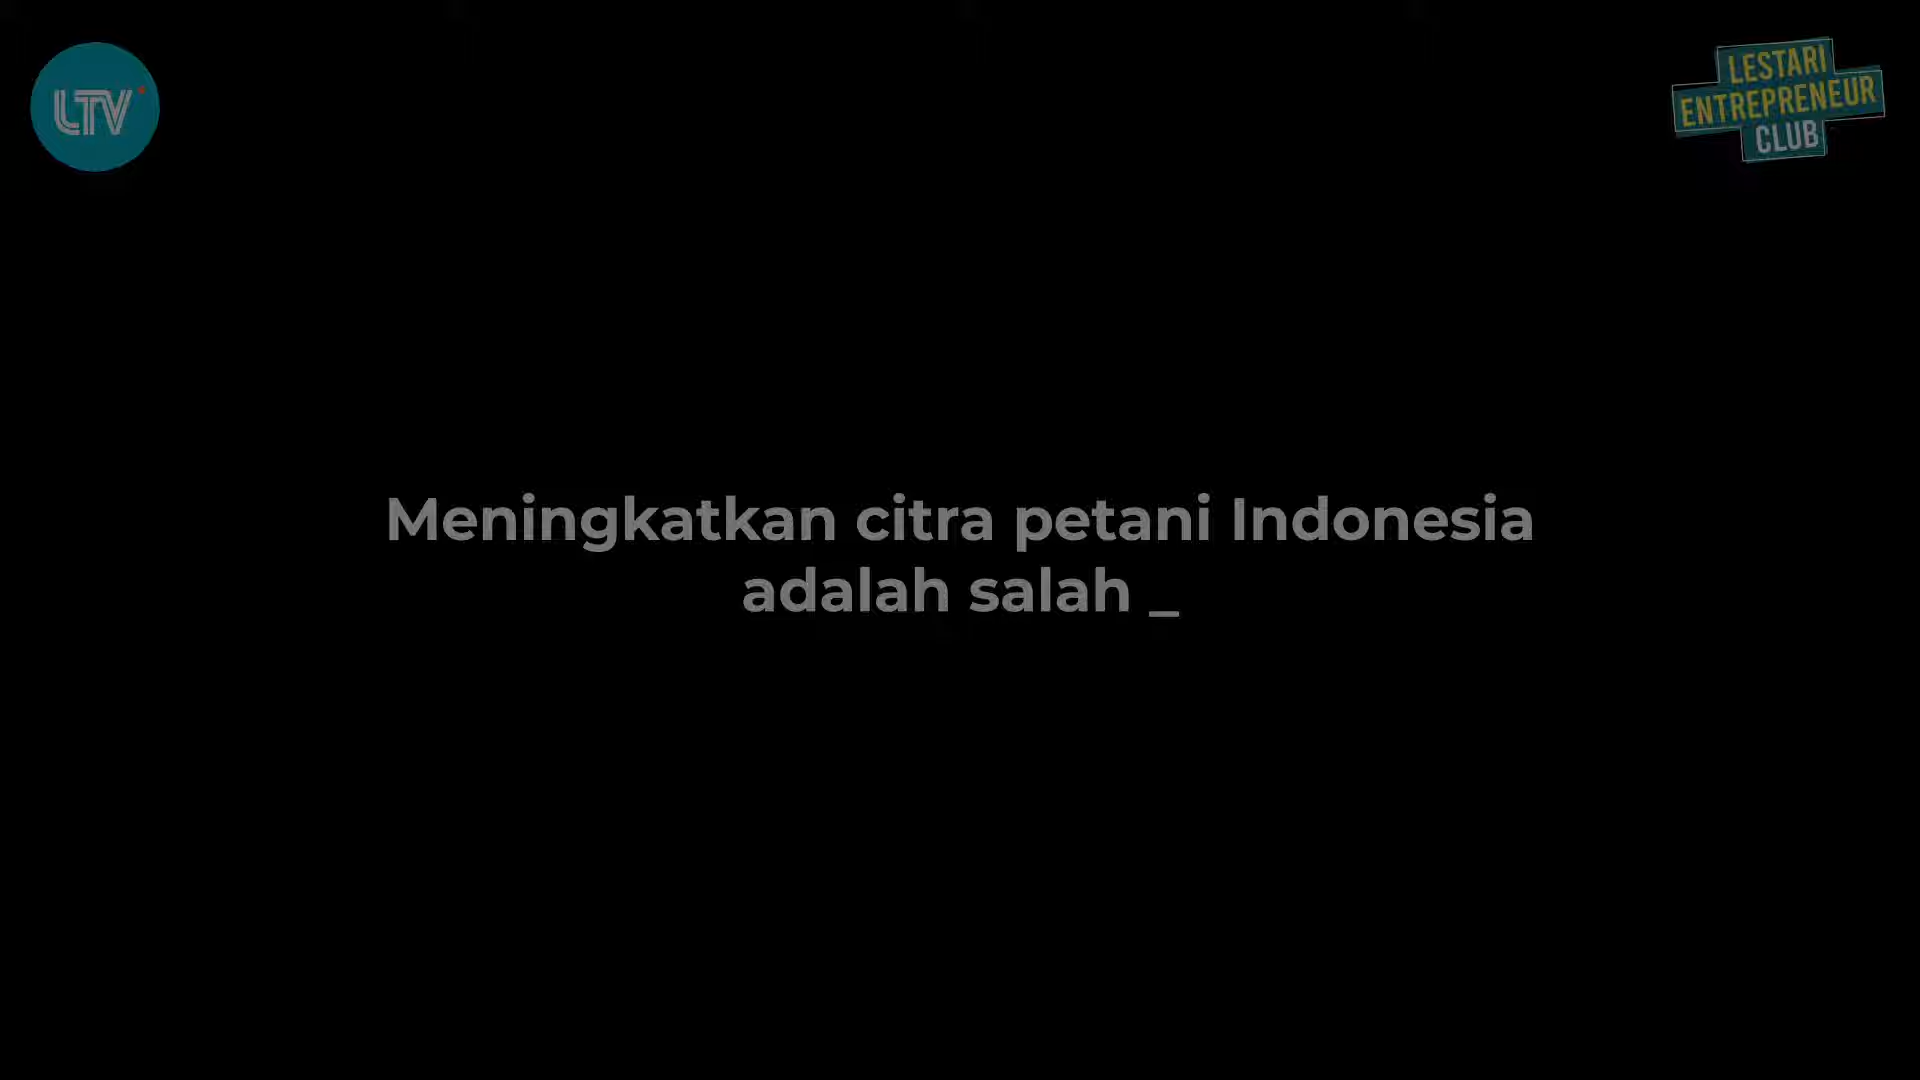 LTV
LESTARI
ENTREPRENEUR
CLUB
Meningkatkan citra petani Indonesia
adalah salah _